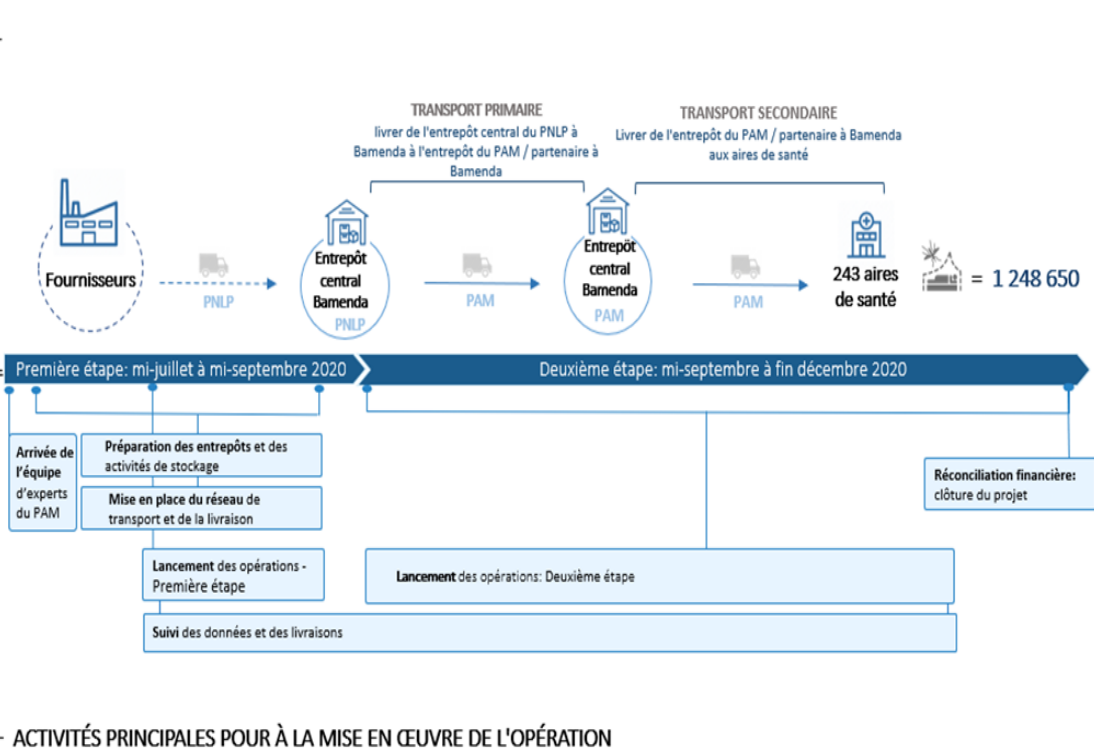 TRANSPORT PRIMAIRE
livrer de l'entrepôt central du PNLP à
Bamenda à l'entrepôt du PAM / partenaire à
Bamenda
TRANSPORT SECONDAIRE
Livrer de l'entrepôt du PAM / partenaire à Bamenda
aux aires de santé
Fournisseurs
PNLP
Entrepôt
central
Bamenda
PNLP
PAM
Entrepôt
central
Bamenda
PAM
PAM
243 aires
de santé
= 1 248 650
Première étape: mi-juillet à mi-septembre 2020
Deuxième étape: mi-septembre à fin décembre 2020
Arrivée de
l'équipe
d'experts
du PAM
Préparation des entrepôts et des
activités de stockage
Mise en place du réseau de
transport et de la livraison
Lancement des opérations -
Première étape
Lancement des opérations: Deuxième étape
Réconciliation financière:
clôture du projet
Suivi des données et des livraisons
ACTIVITÉS PRINCIPALES POUR À LA MISE EN ŒUVRE DE L'OPÉRATION